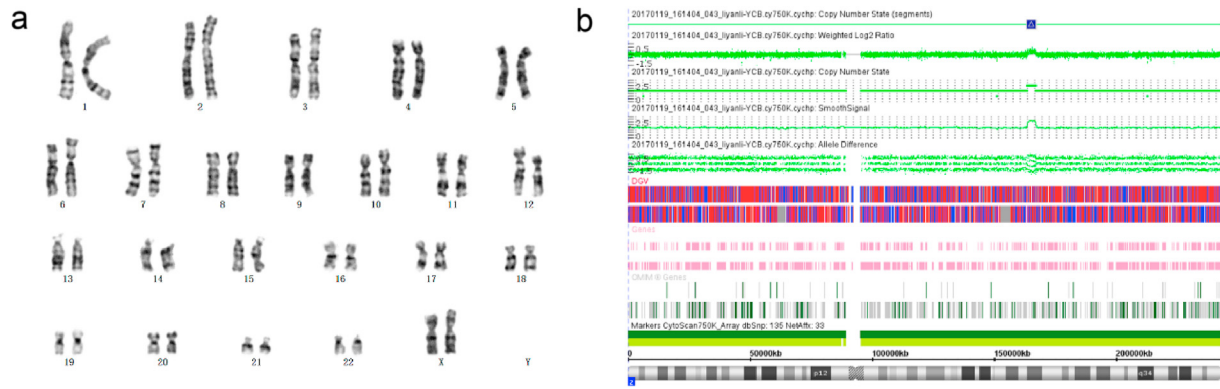 a
1 2 3 4 5
6 7 8 9 10 11 12
13 14 15 16 17 18
19 20 21 22 X Y
b
20170119_161404_043_liyanli-YCB.cy750K.cychp: Copy Number State (segments)
20170119_161404_043_liyanli-YCB.cy750K.cychp: Weighted Log2 Ratio
0.5
-1.5
20170119_161404_043_liyanli-YCB.cy750K.cychp: Copy Number State
2.5
0
20170119_161404_043_liyanli-YCB.cy750K.cychp: SmoothSignal
2.5
20170119_161404_043_liyanli-YCB.cy750K.cychp: Allele Difference
DGV
Genes
OMIM ® Genes
Markers CytoScan750K_Array dbSnp: 135 NetAffx: 33
0 50000kb 100000kb 150000kb 200000kb
p12 q34
2